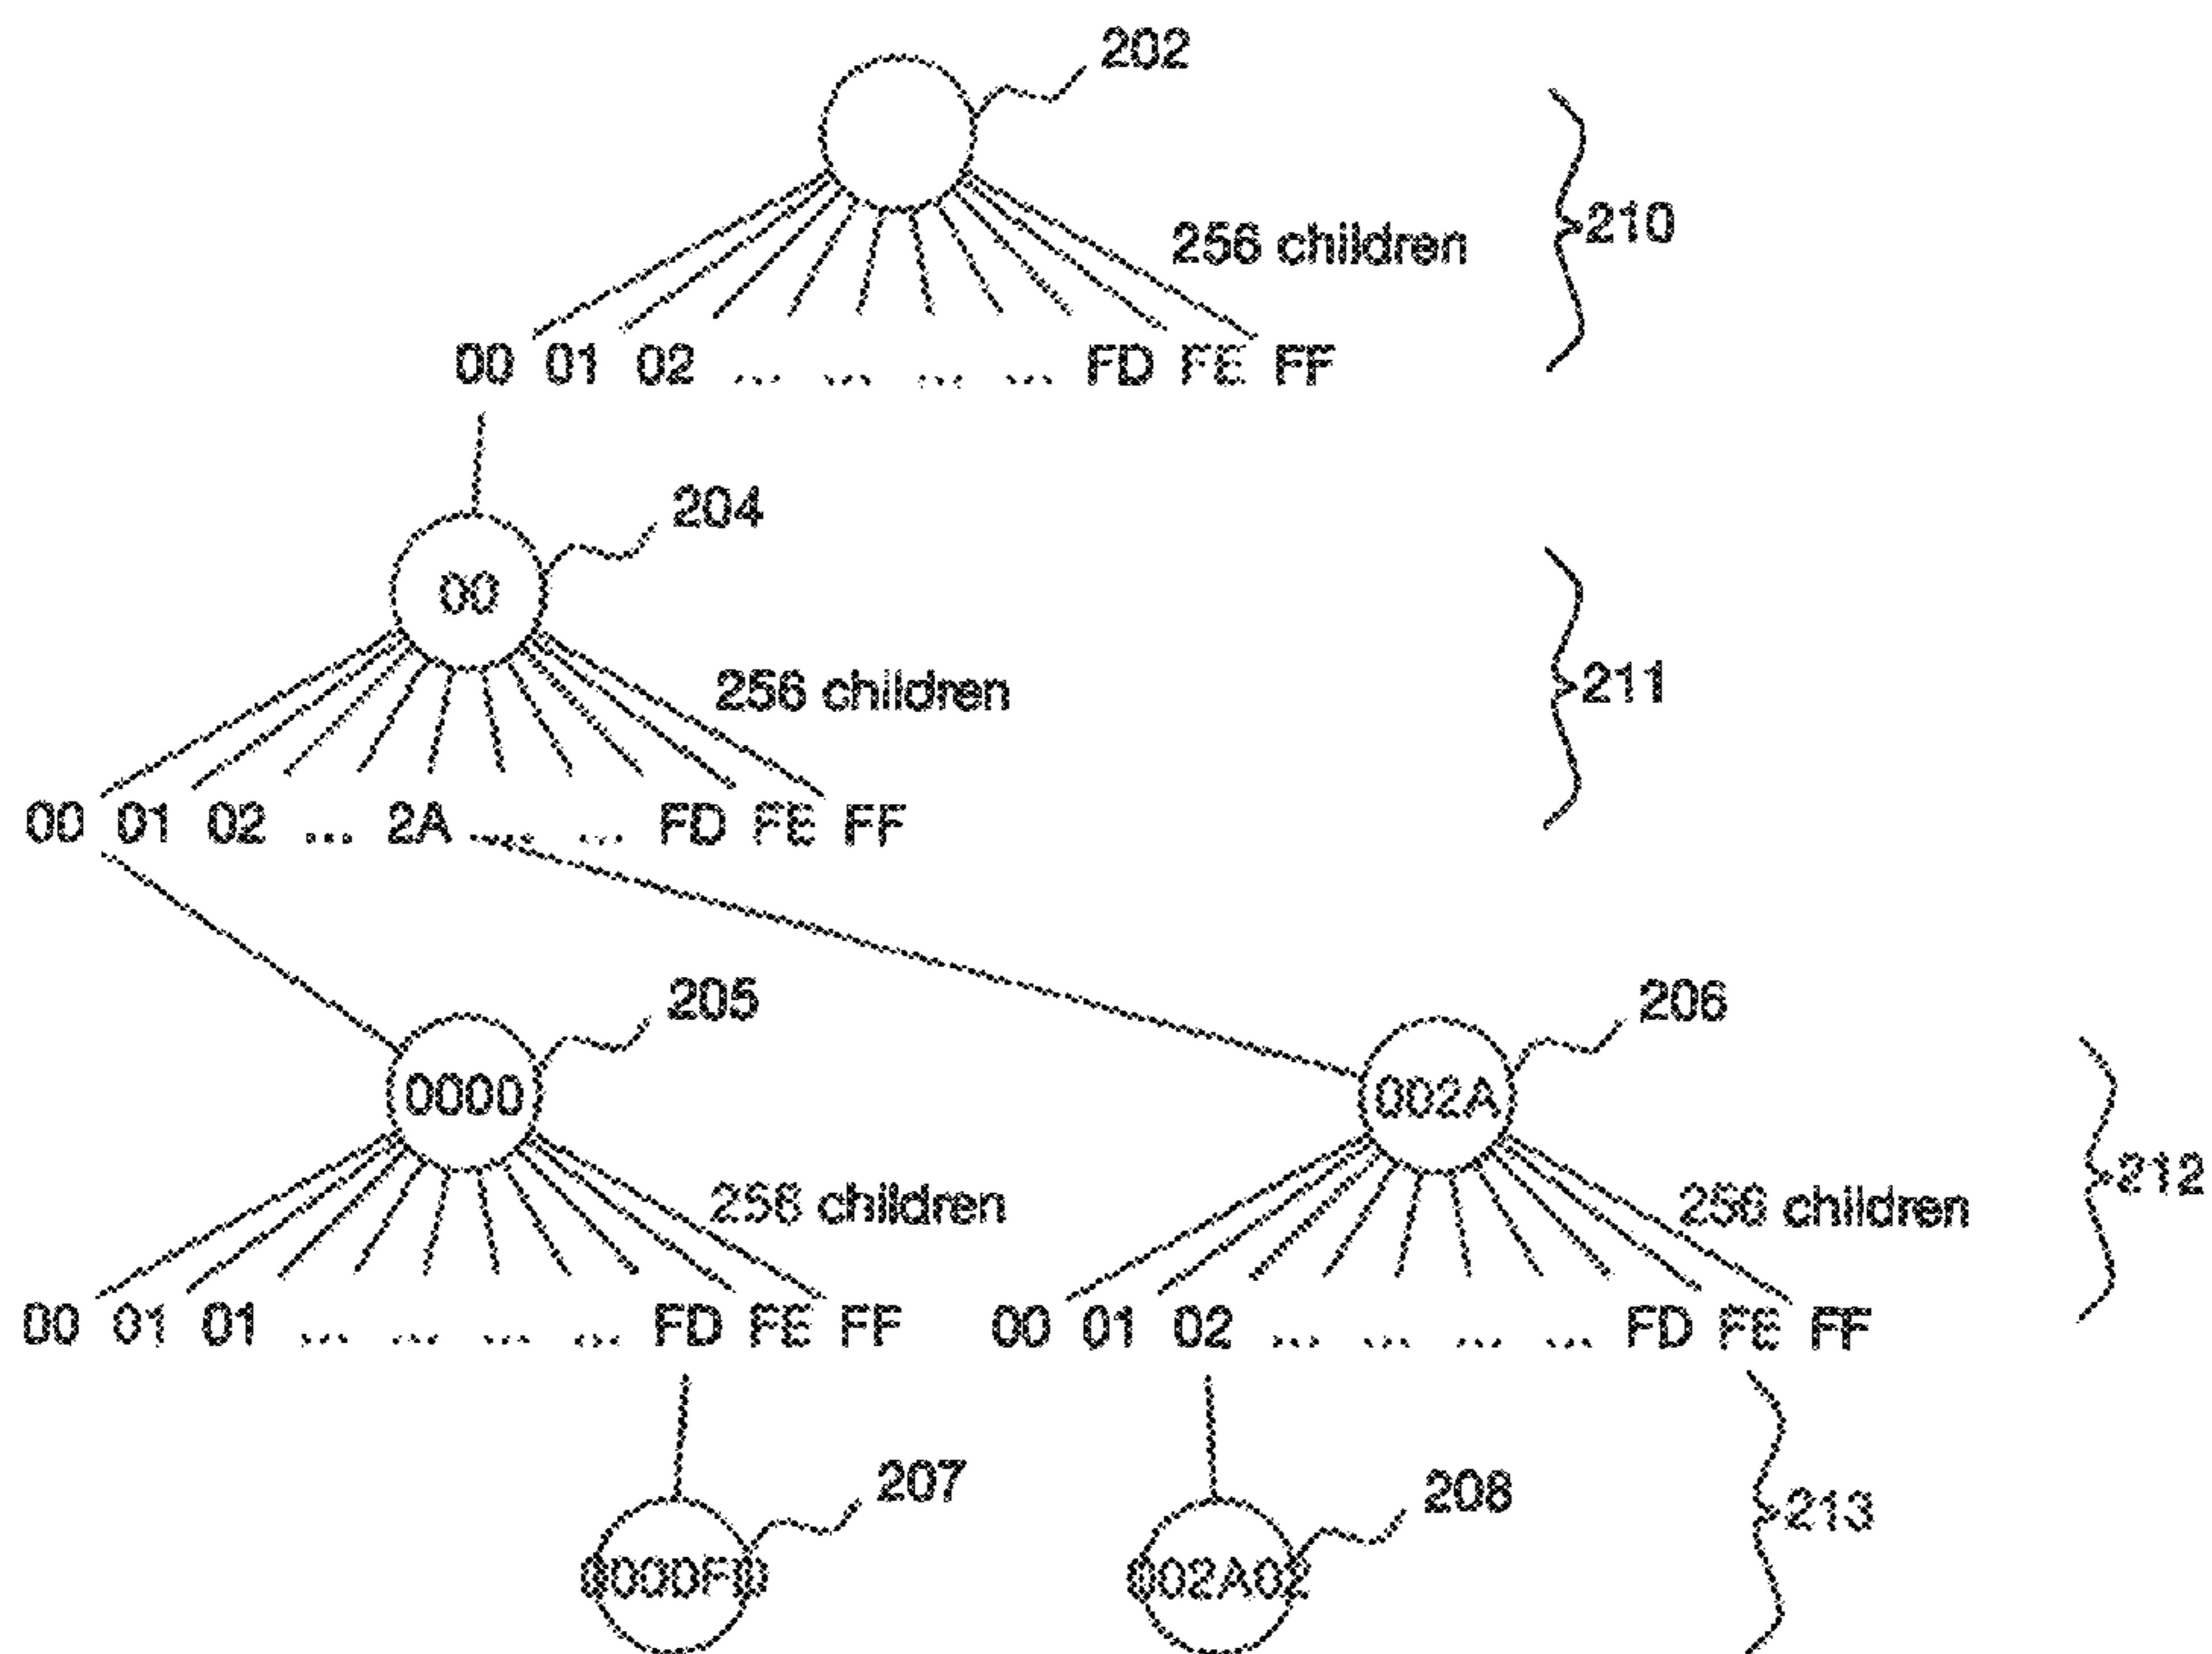 202
256 children
210
00 01 02 ... ... ... ... FD FE FF
204
00
256 children
211
00 01 02 ... 2A ... ... FD FE FF
205
206
0000
002A
256 children
256 children
212
00 01 01 ... ... ... ... FD FE FF
00 01 02 ... ... ... ... FD FE FF
207
208
213
0000FD
002A02